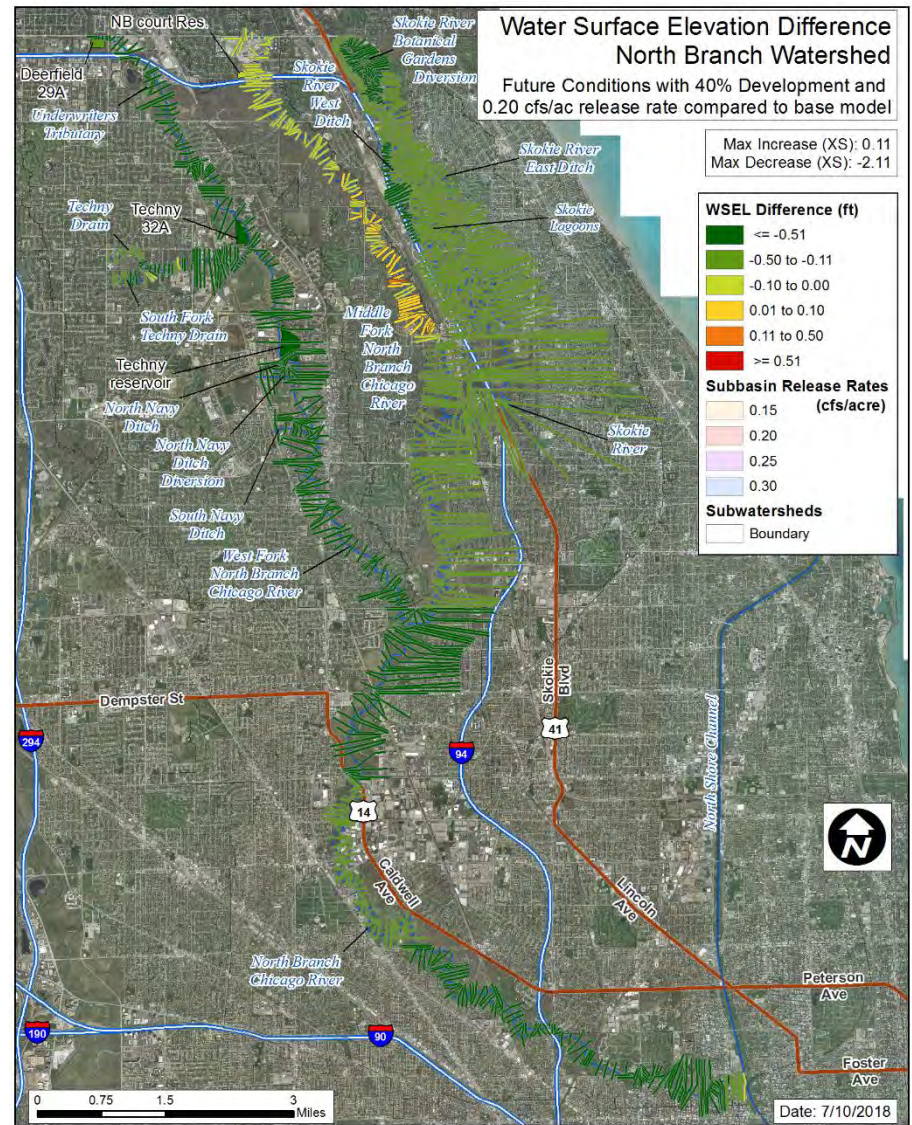 Water Surface Elevation Difference
North Branch Watershed
Future Conditions with 40% Development and
0.20 cfs/ac release rate compared to base model
Max Increase (XS): 0.11
Max Decrease (XS): -2.11
WSEL Difference (ft)
<= -0.51
-0.50 to -0.11
-0.10 to 0.00
0.01 to 0.10
0.11 to 0.50
>= 0.51
Subbasin Release Rates
(cfs/acre)
0.15
0.20
0.25
0.30
Subwatersheds
Boundary
NB court Res.
Deerfield
29A
Underwriters
Tributary
Skokie River
Botanical
Gardens
Diversion
Skokie
River
West
Ditch
Skokie River
East Ditch
Skokie
Lagoons
Techny
Drain
Techny
32A
South Fork
Techny Drain
Middle
Fork
North
Branch
Chicago
River
Techny
reservoir
North Navy
Ditch
North Navy
Ditch
Diversion
Skokie
River
South Navy
Ditch
West Fork
North Branch
Chicago River
Dempster St
Skokie
Blvd
294
94
41
14
North Shore Channel
N
Caldwell
Ave
Lincoln
Ave
North Branch
Chicago River
Peterson
Ave
190
90
Foster
Ave
0 0.75 1.5 3
Miles
Date: 7/10/2018